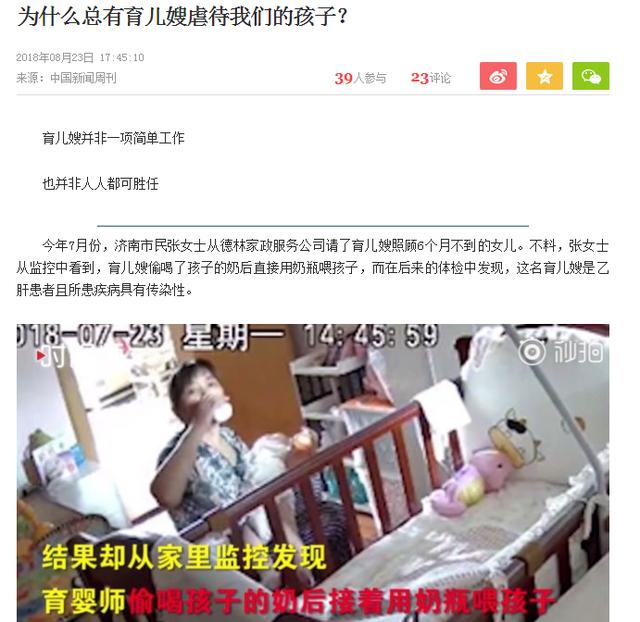 为什么总有育儿嫂虐待我们的孩子？
2018年08月23日 17:45:10
来源：中国新闻周刊
39人参与 23评论
育儿嫂并非一项简单工作
也并非人人都可胜任
今年7月份，济南市民张女士从德林家政服务公司请了育儿嫂照顾6个月不到的女儿。不料，张女士
从监控中看到，育儿嫂偷喝了孩子的奶后直接用奶瓶喂孩子，而在后来的体检中发现，这名育儿嫂是乙
肝患者且所患疾病具有传染性。
018-07-23 星期一 14:45:59
秒拍
结果却从家里监控发现
育婴师偷喝孩子的奶后接着用奶瓶喂孩子